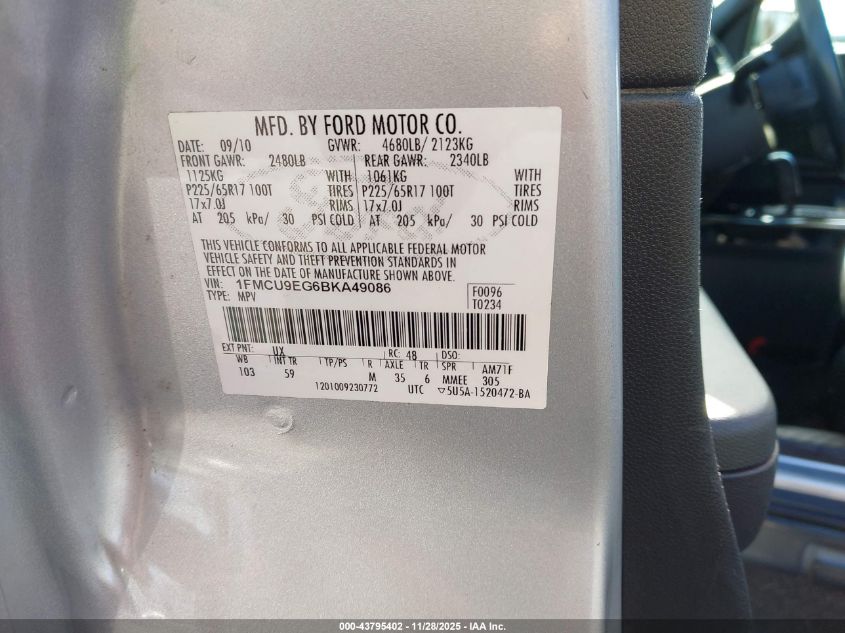 MFD. BY FORD MOTOR CO.
DATE: 09/10 GVWR: 4680LB/ 2123KG
FRONT GAWR: 2480LB REAR GAWR: 2340LB
1125KG WITH 1061KG WITH
P225/65R17 100T TIRES P225/65R17 100T TIRES
17x7.0J RIMS 17x7.0J RIMS
AT 205 kPa/ 30 PSI COLD AT 205 kPa/ 30 PSI COLD
THIS VEHICLE CONFORMS TO ALL APPLICABLE FEDERAL MOTOR
VEHICLE SAFETY AND THEFT PREVENTION STANDARDS IN
EFFECT ON THE DATE OF MANUFACTURE SHOWN ABOVE.
VIN: 1FMCU9EG6BKA49086 F0096
TYPE: MPV T0234
EXT PNT: UX RC: 48 DSO:
WB INT TR TP/PS R AXLE TR SPR AM71F
103 59 M 35 6 MMEE 305
1201009230772 UTC ▽5U5A-1520472-BA
000-43795402 | 11/28/2025 | IAA Inc.